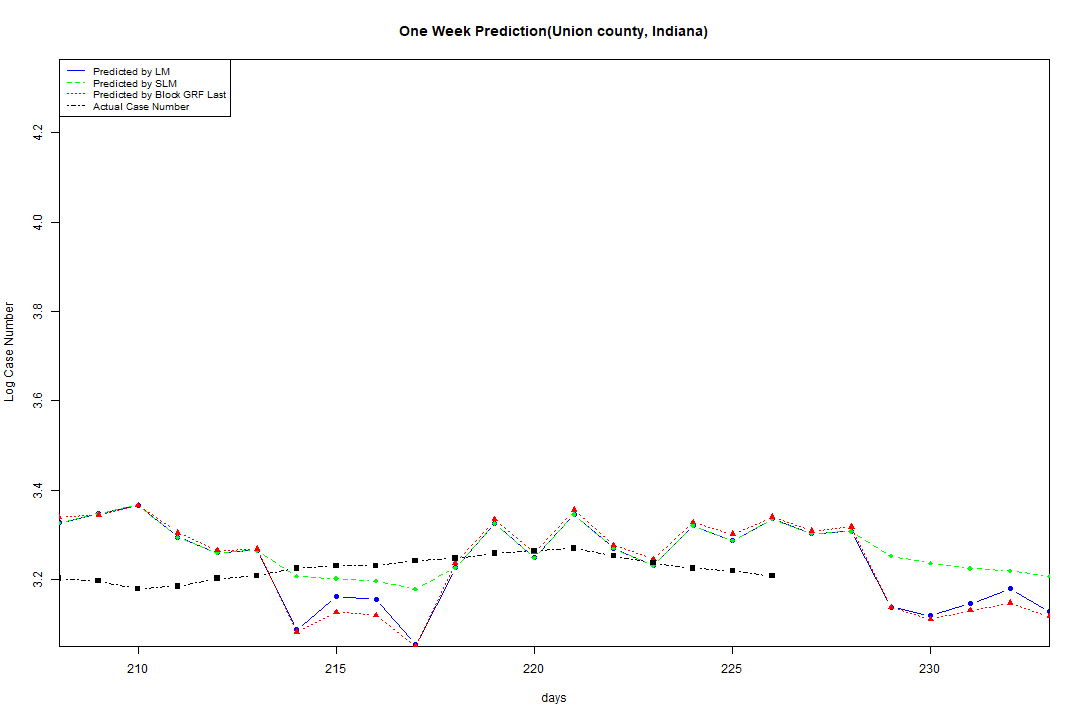 One Week Prediction(Union county, Indiana)
Predicted by LM
Predicted by SLM
Predicted by Block GRF Last
Actual Case Number
4.2
4.0
3.8
3.6
3.4
3.2
Log Case Number
210 215 220 225 230
days